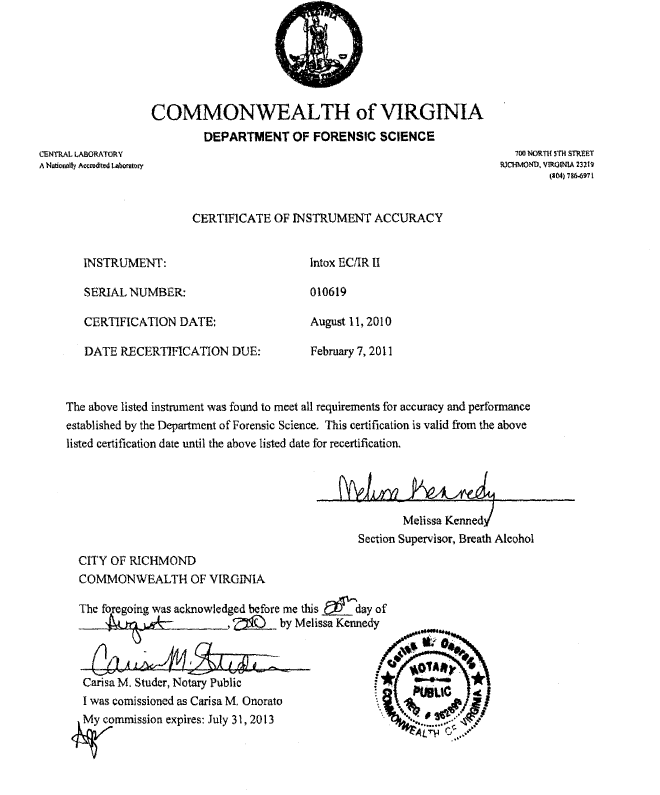 VIRGINIA
COMMONWEALTH of VIRGINIA
DEPARTMENT OF FORENSIC SCIENCE
CENTRAL LABORATORY
A Nationally Accredited Laboratory
700 NORTH 5TH STREET
RICHMOND, VIRGINIA 23219
(804) 786-6971
CERTIFICATE OF INSTRUMENT ACCURACY
INSTRUMENT: Intox EC/IR II
SERIAL NUMBER: 010619
CERTIFICATION DATE: August 11, 2010
DATE RECERTIFICATION DUE: February 7, 2011
The above listed instrument was found to meet all requirements for accuracy and performance
established by the Department of Forensic Science. This certification is valid from the above
listed certification date until the above listed date for recertification.
Melissa Kennedy
Melissa Kennedy
Section Supervisor, Breath Alcohol
CITY OF RICHMOND
COMMONWEALTH OF VIRGINIA
The foregoing was acknowledged before me this 20th day of
August, 2010 by Melissa Kennedy
Carisa M. Studer
Carisa M. Studer, Notary Public
I was comissioned as Carisa M. Onorato
My commission expires: July 31, 2013
Carisa M. Onorato
NOTARY
PUBLIC
REG. # 362899
COMMONWEALTH OF VIRGINIA